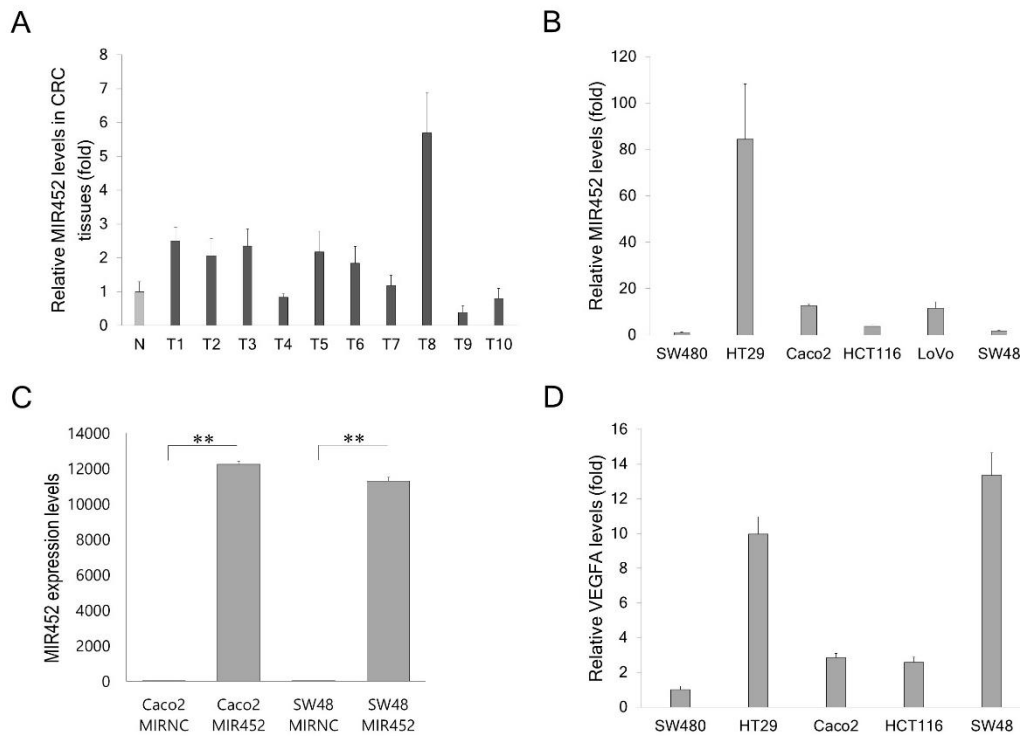 A
Relative MIR452 levels in CRC
tissues (fold)
8
7
6
5
4
3
2
1
0
N T1 T2 T3 T4 T5 T6 T7 T8 T9 T10
B
Relative MIR452 levels (fold)
120
100
80
60
40
20
0
SW480 HT29 Caco2 HCT116 LoVo SW48
C
MIR452 expression levels
14000
12000
10000
8000
6000
4000
2000
0
** **
Caco2 Caco2 SW48 SW48
MIRNC MIR452 MIRNC MIR452
D
Relative VEGFA levels (fold)
16
14
12
10
8
6
4
2
0
SW480 HT29 Caco2 HCT116 SW48